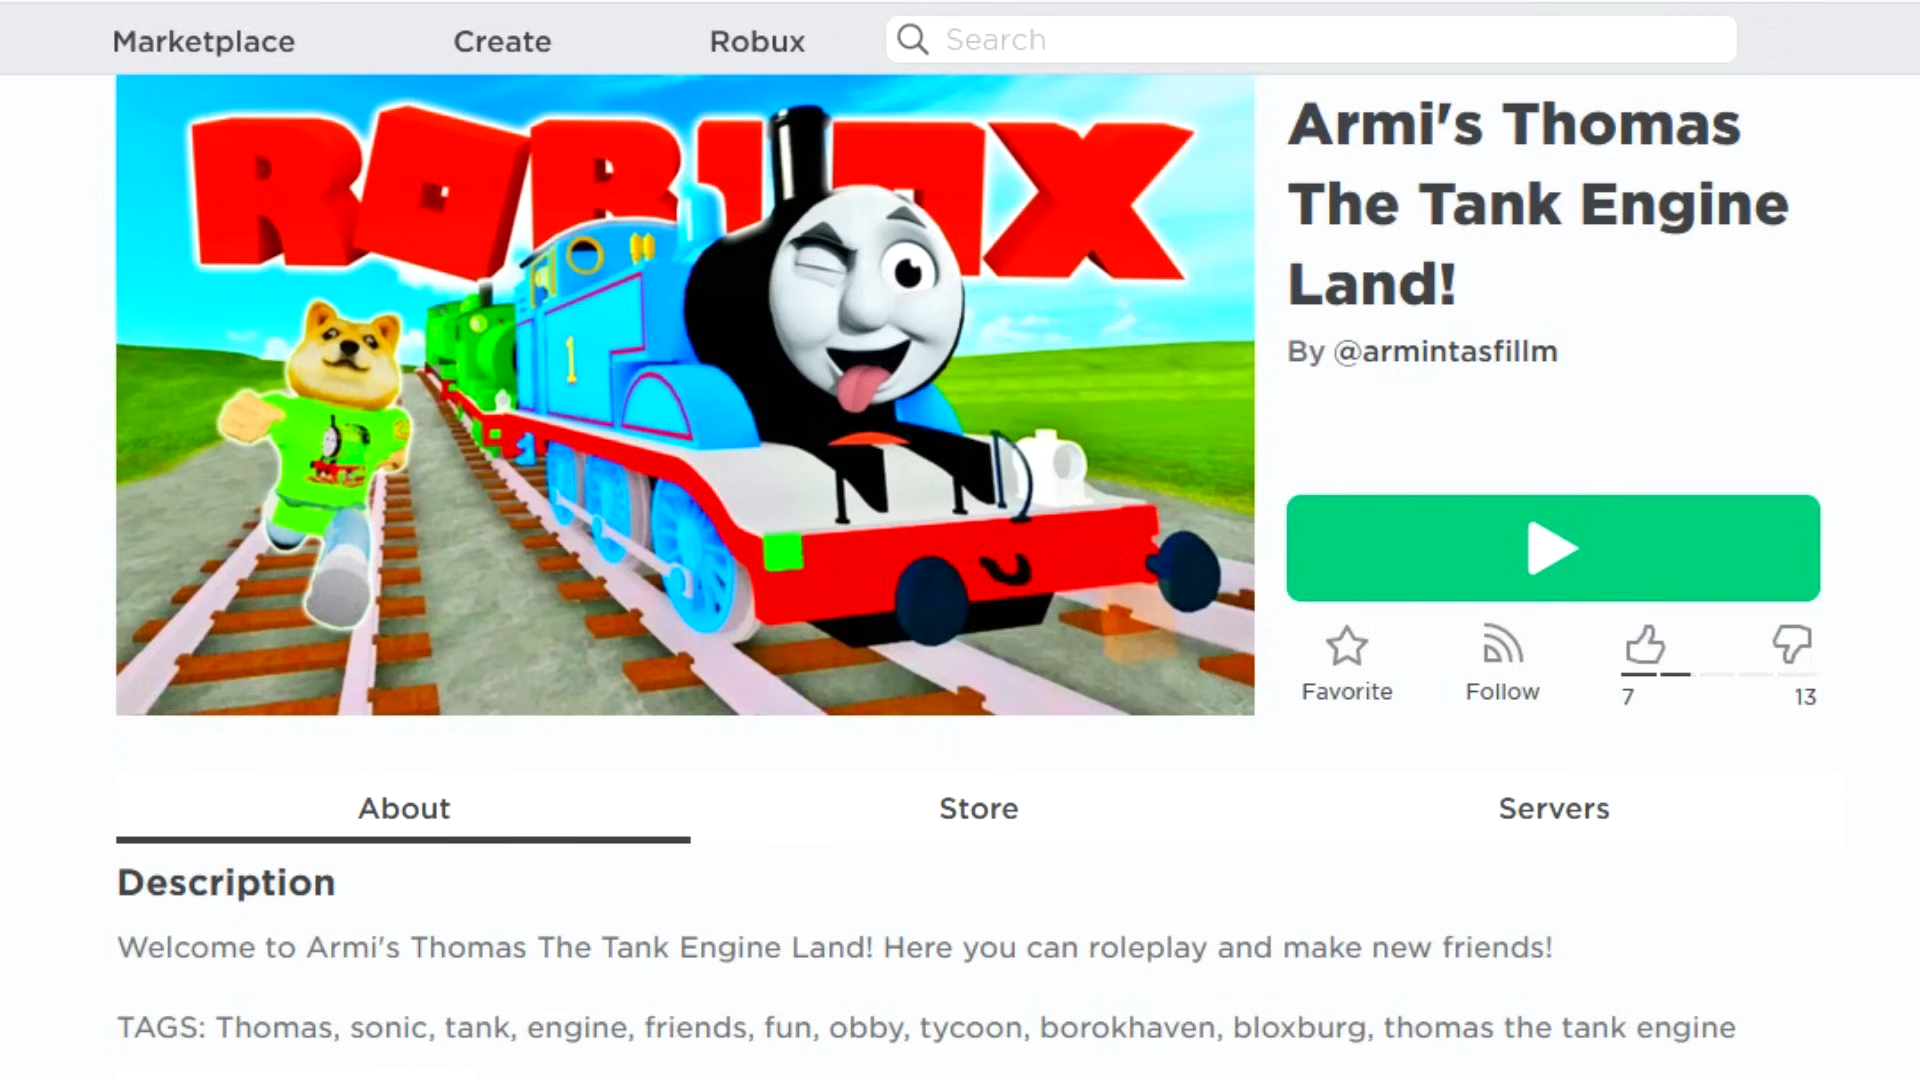 Marketplace
Create
Robux
Search
ROBLOX
1
Armi's Thomas
The Tank Engine
Land!
By @armintasfillm
Favorite
Follow
7
13
About
Store
Servers
Description
Welcome to Armi's Thomas The Tank Engine Land! Here you can roleplay and make new friends!
TAGS: Thomas, sonic, tank, engine, friends, fun, obby, tycoon, borokhaven, bloxburg, thomas the tank engine